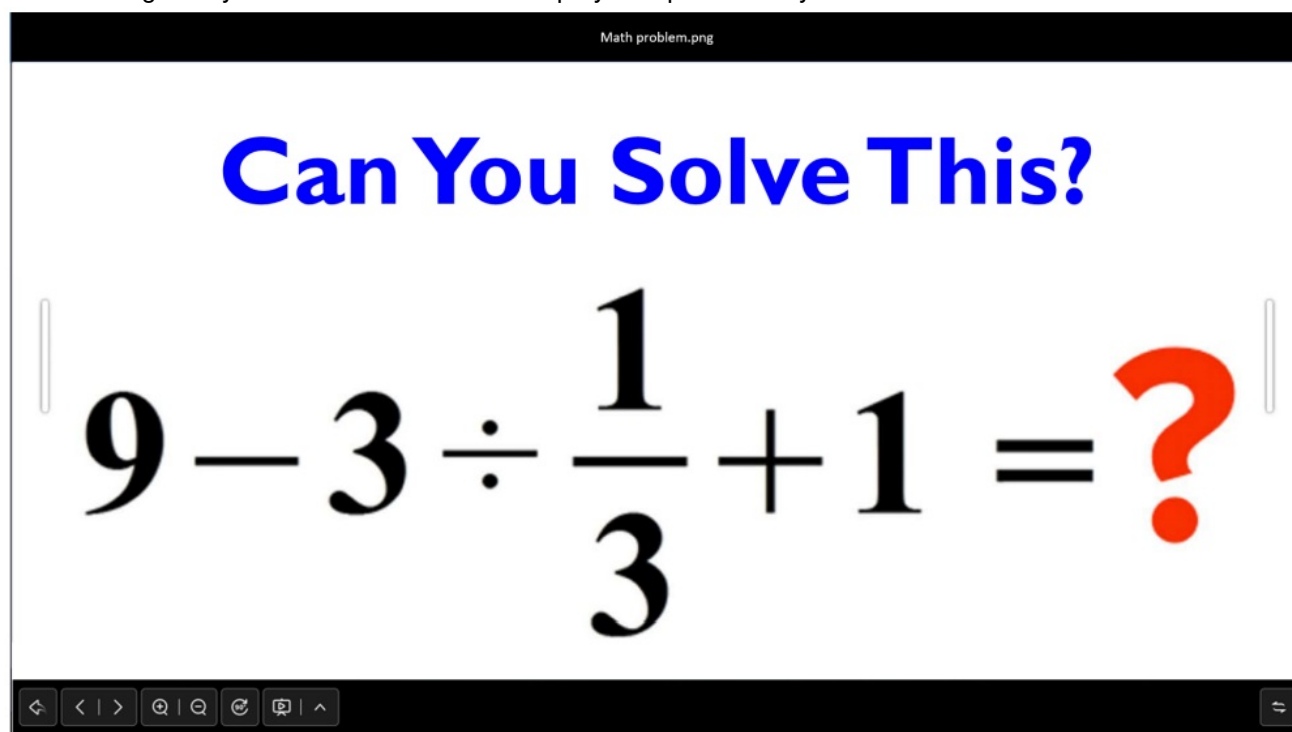 Math problem.png
Can You Solve This?
9 − 3 ÷ 1/3 + 1 = ?